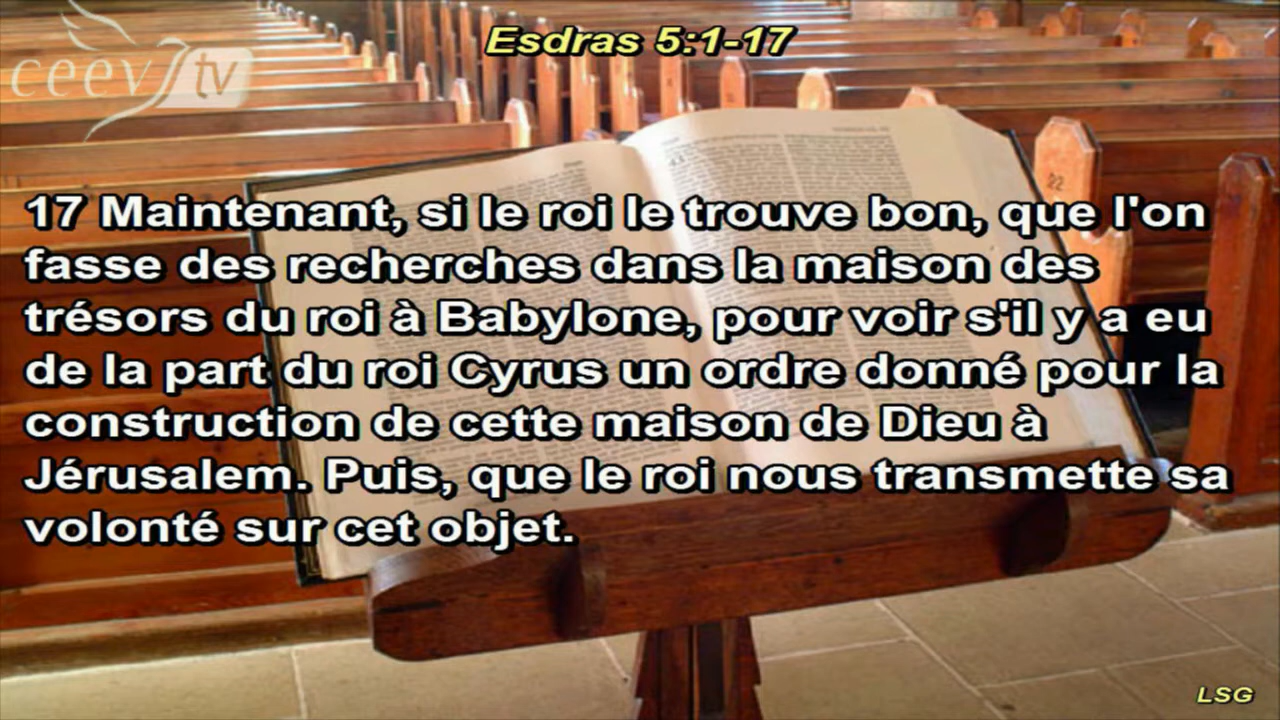 ceev tv
Esdras 5:1-17
22
17 Maintenant, si le roi le trouve bon, que l'on
fasse des recherches dans la maison des
trésors du roi à Babylone, pour voir s'il y a eu
de la part du roi Cyrus un ordre donné pour la
construction de cette maison de Dieu à
Jérusalem. Puis, que le roi nous transmette sa
volonté sur cet objet.
LSG